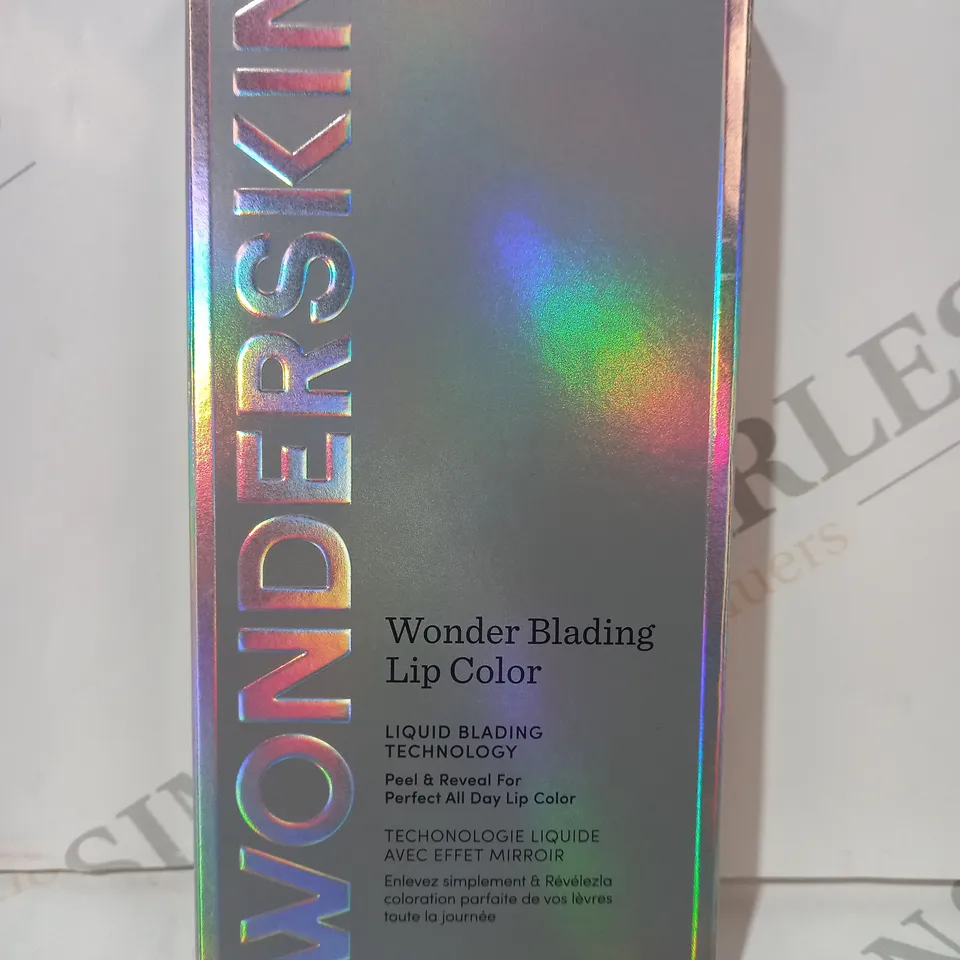 WONDERSKIN
Wonder Blading
Lip Color
LIQUID BLADING
TECHNOLOGY
Peel & Reveal For
Perfect All Day Lip Color
TECHONOLOGIE LIQUIDE
AVEC EFFET MIRROIR
Enlevez simplement & Révélezla
coloration parfaite de vos lèvres
toute la journée